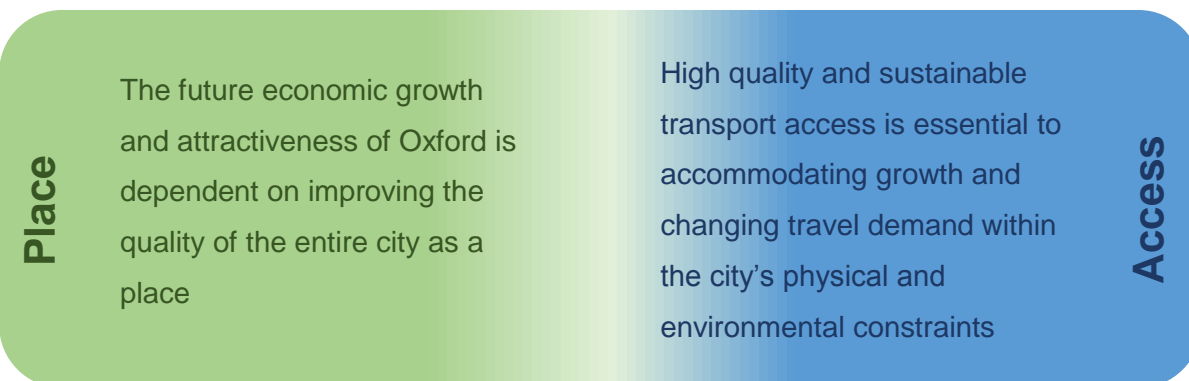 Place
The future economic growth
and attractiveness of Oxford is
dependent on improving the
quality of the entire city as a
place
High quality and sustainable
transport access is essential to
accommodating growth and
changing travel demand within
the city’s physical and
environmental constraints
Access